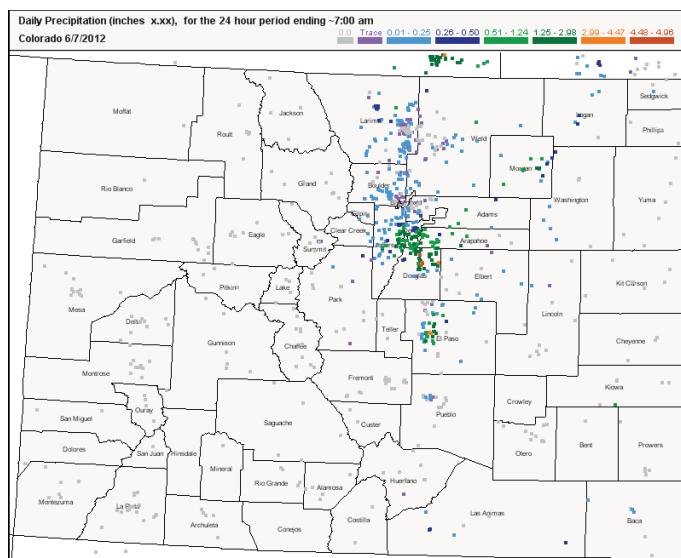 Daily Precipitation (inches x.xx), for the 24 hour period ending ~7:00 am
Colorado 6/7/2012
0.0 Trace 0.01 - 0.25 0.26 - 0.50 0.51 - 1.24 1.25 - 2.98 2.99 - 4.47 4.48 - 4.96
Moffat
Routt
Jackson
Larimer
Weld
Logan
Sedgwick
Phillips
Morgan
Rio Blanco
Grand
Boulder
Washington
Yuma
Garfield
Eagle
Summit
Clear Creek
Gilpin
Adams
Arapahoe
Douglas
Elbert
Kit Carson
Mesa
Pitkin
Lake
Park
Lincoln
Delta
Gunnison
Chaffee
Teller
El Paso
Cheyenne
Montrose
Fremont
Kiowa
Ouray
Saguache
Custer
Pueblo
Crowley
San Miguel
Otero
Bent
Prowers
Dolores
San Juan
Hinsdale
Mineral
Rio Grande
Alamosa
Huerfano
Montezuma
La Plata
Archuleta
Conejos
Costilla
Las Animas
Baca